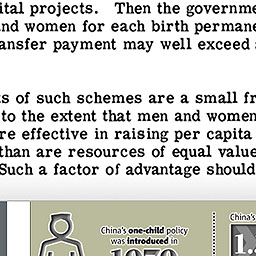 ital projects. Then the governme
nd women for each birth permane
ansfer payment may well exceed
s of such schemes are a small fr
to the extent that men and women
re effective in raising per capita
than are resources of equal value
Such a factor of advantage should
China's one-child policy
was introduced in
1979
China's
1.